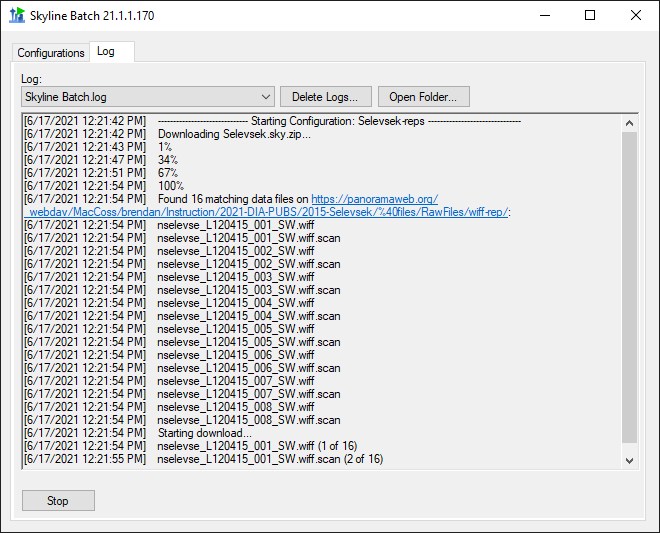 Skyline Batch 21.1.1.170
Configurations Log
Log:
Skyline Batch.log Delete Logs... Open Folder...
[6/17/2021 12:21:42 PM] ------------------------------ Starting Configuration: Selevsek-reps ------------------------------
[6/17/2021 12:21:42 PM] Downloading Selevsek.sky.zip...
[6/17/2021 12:21:43 PM] 1%
[6/17/2021 12:21:47 PM] 34%
[6/17/2021 12:21:51 PM] 67%
[6/17/2021 12:21:54 PM] 100%
[6/17/2021 12:21:54 PM] Found 16 matching data files on https://panoramaweb.org/
_webdav/MacCoss/brendan/Instruction/2021-DIA-PUBS/2015-Selevsek/%40files/RawFiles/wiff-rep/:
[6/17/2021 12:21:54 PM] nselevse_L120415_001_SW.wiff
[6/17/2021 12:21:54 PM] nselevse_L120415_001_SW.wiff.scan
[6/17/2021 12:21:54 PM] nselevse_L120415_002_SW.wiff
[6/17/2021 12:21:54 PM] nselevse_L120415_002_SW.wiff.scan
[6/17/2021 12:21:54 PM] nselevse_L120415_003_SW.wiff
[6/17/2021 12:21:54 PM] nselevse_L120415_003_SW.wiff.scan
[6/17/2021 12:21:54 PM] nselevse_L120415_004_SW.wiff
[6/17/2021 12:21:54 PM] nselevse_L120415_004_SW.wiff.scan
[6/17/2021 12:21:54 PM] nselevse_L120415_005_SW.wiff
[6/17/2021 12:21:54 PM] nselevse_L120415_005_SW.wiff.scan
[6/17/2021 12:21:54 PM] nselevse_L120415_006_SW.wiff
[6/17/2021 12:21:54 PM] nselevse_L120415_006_SW.wiff.scan
[6/17/2021 12:21:54 PM] nselevse_L120415_007_SW.wiff
[6/17/2021 12:21:54 PM] nselevse_L120415_007_SW.wiff.scan
[6/17/2021 12:21:54 PM] nselevse_L120415_008_SW.wiff
[6/17/2021 12:21:54 PM] nselevse_L120415_008_SW.wiff.scan
[6/17/2021 12:21:54 PM] Starting download...
[6/17/2021 12:21:54 PM] nselevse_L120415_001_SW.wiff (1 of 16)
[6/17/2021 12:21:55 PM] nselevse_L120415_001_SW.wiff.scan (2 of 16)
Stop